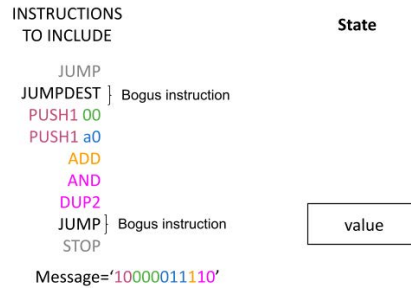 INSTRUCTIONS
TO INCLUDE
State
JUMP
JUMPDEST } Bogus instruction
PUSH1 00
PUSH1 a0
ADD
AND
DUP2
JUMP } Bogus instruction
value
STOP
Message='10000011110'